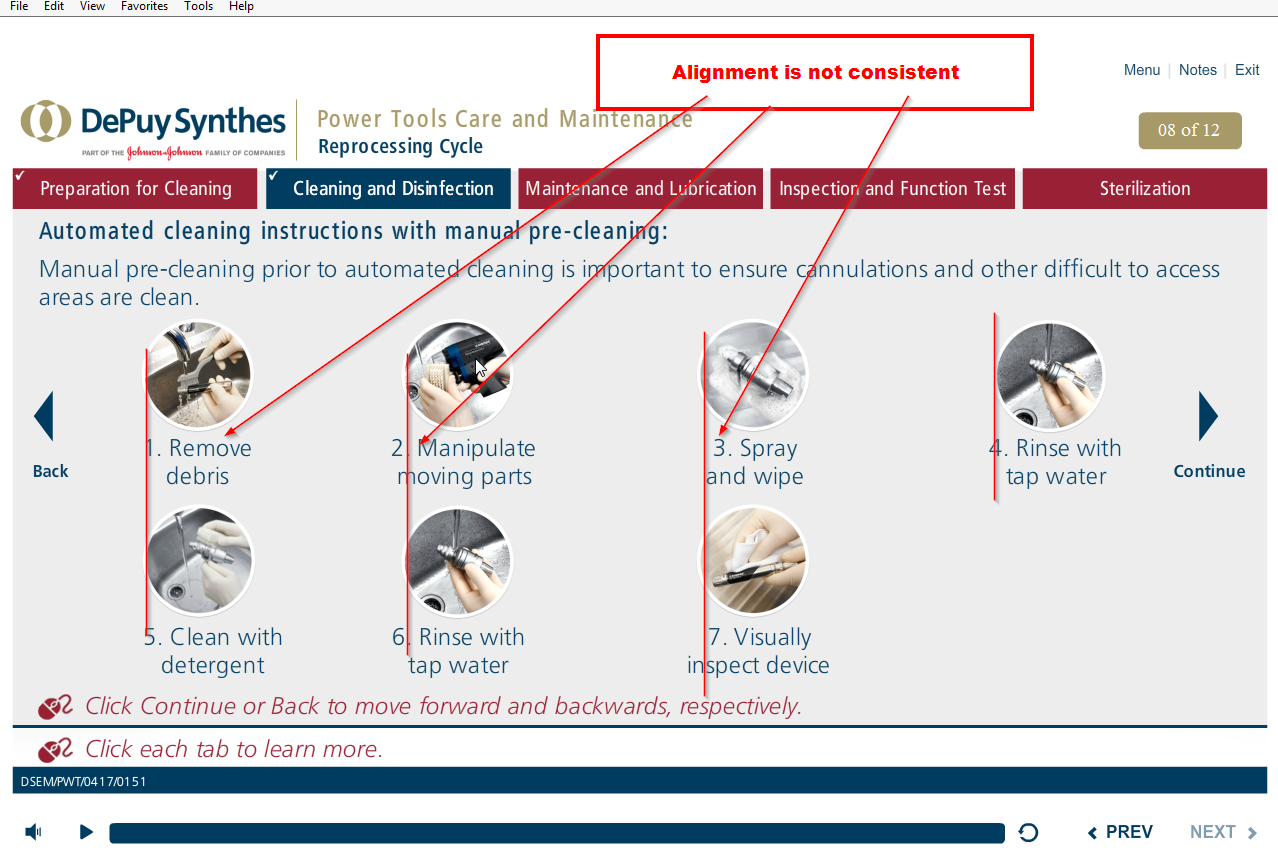 File Edit View Favorites Tools Help
Alignment is not consistent
Menu | Notes | Exit
DePuy Synthes
PART OF THE Johnson & Johnson FAMILY OF COMPANIES
Power Tools Care and Maintenance
Reprocessing Cycle
08 of 12
Preparation for Cleaning
Cleaning and Disinfection
Maintenance and Lubrication
Inspection and Function Test
Sterilization
Automated cleaning instructions with manual pre-cleaning:
Manual pre-cleaning prior to automated cleaning is important to ensure cannulations and other difficult to access
areas are clean.
Back
1. Remove
debris
2. Manipulate
moving parts
3. Spray
and wipe
4. Rinse with
tap water
Continue
5. Clean with
detergent
6. Rinse with
tap water
7. Visually
inspect device
Click Continue or Back to move forward and backwards, respectively.
Click each tab to learn more.
DSEM/PWT/0417/0151
PREV
NEXT